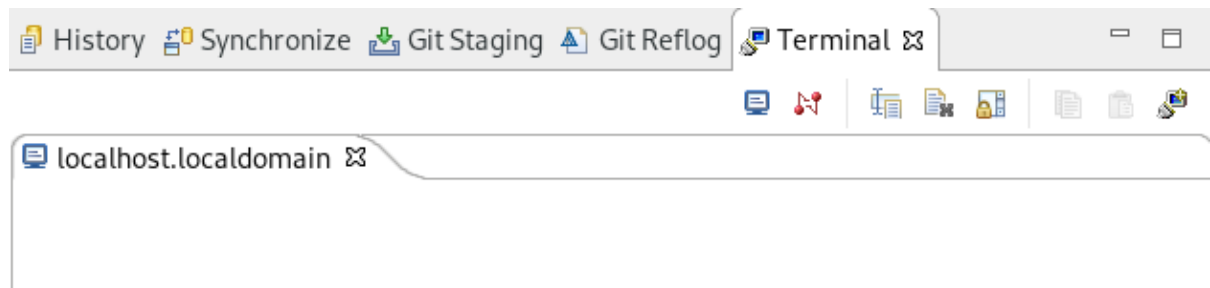 History Synchronize Git Staging Git Reflog Terminal
localhost.localdomain